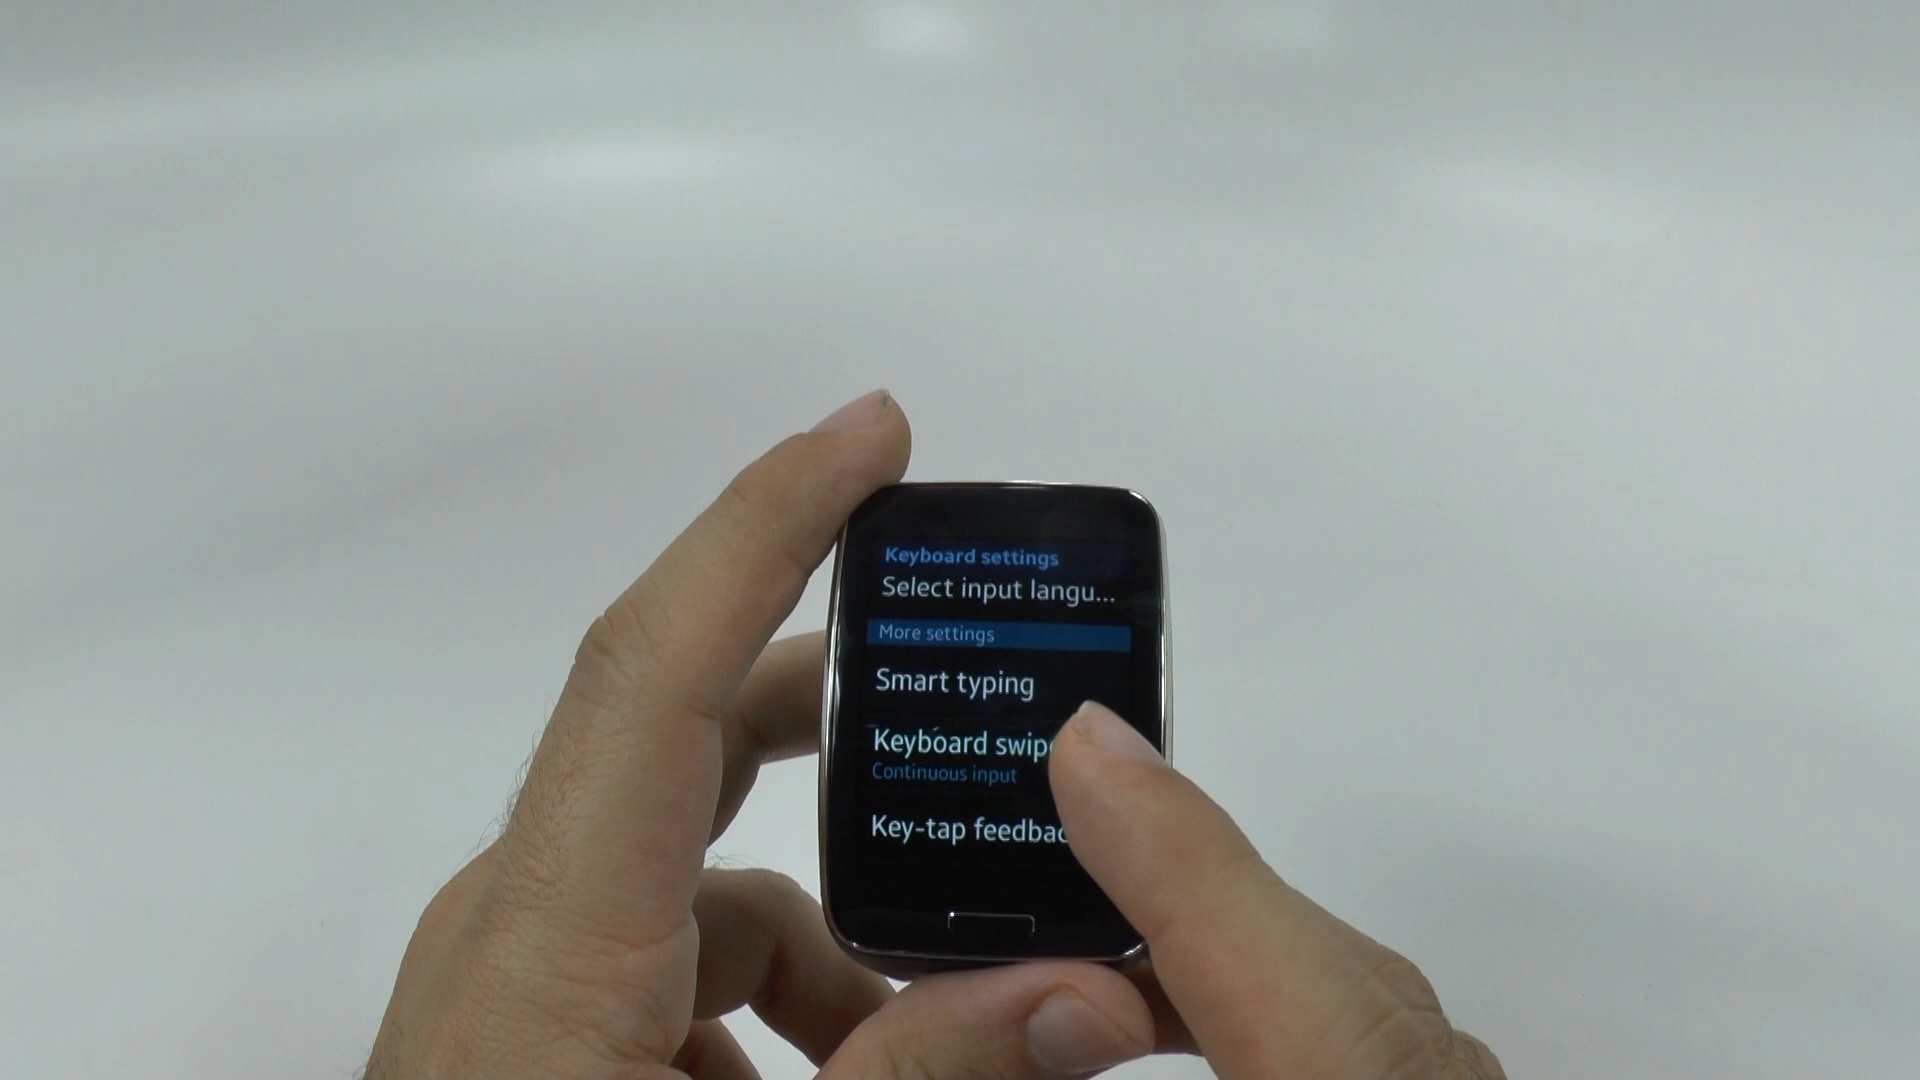 Keyboard settings
Select input langu...
More settings
Smart typing
Keyboard swipe
Continuous input
Key-tap feedbac